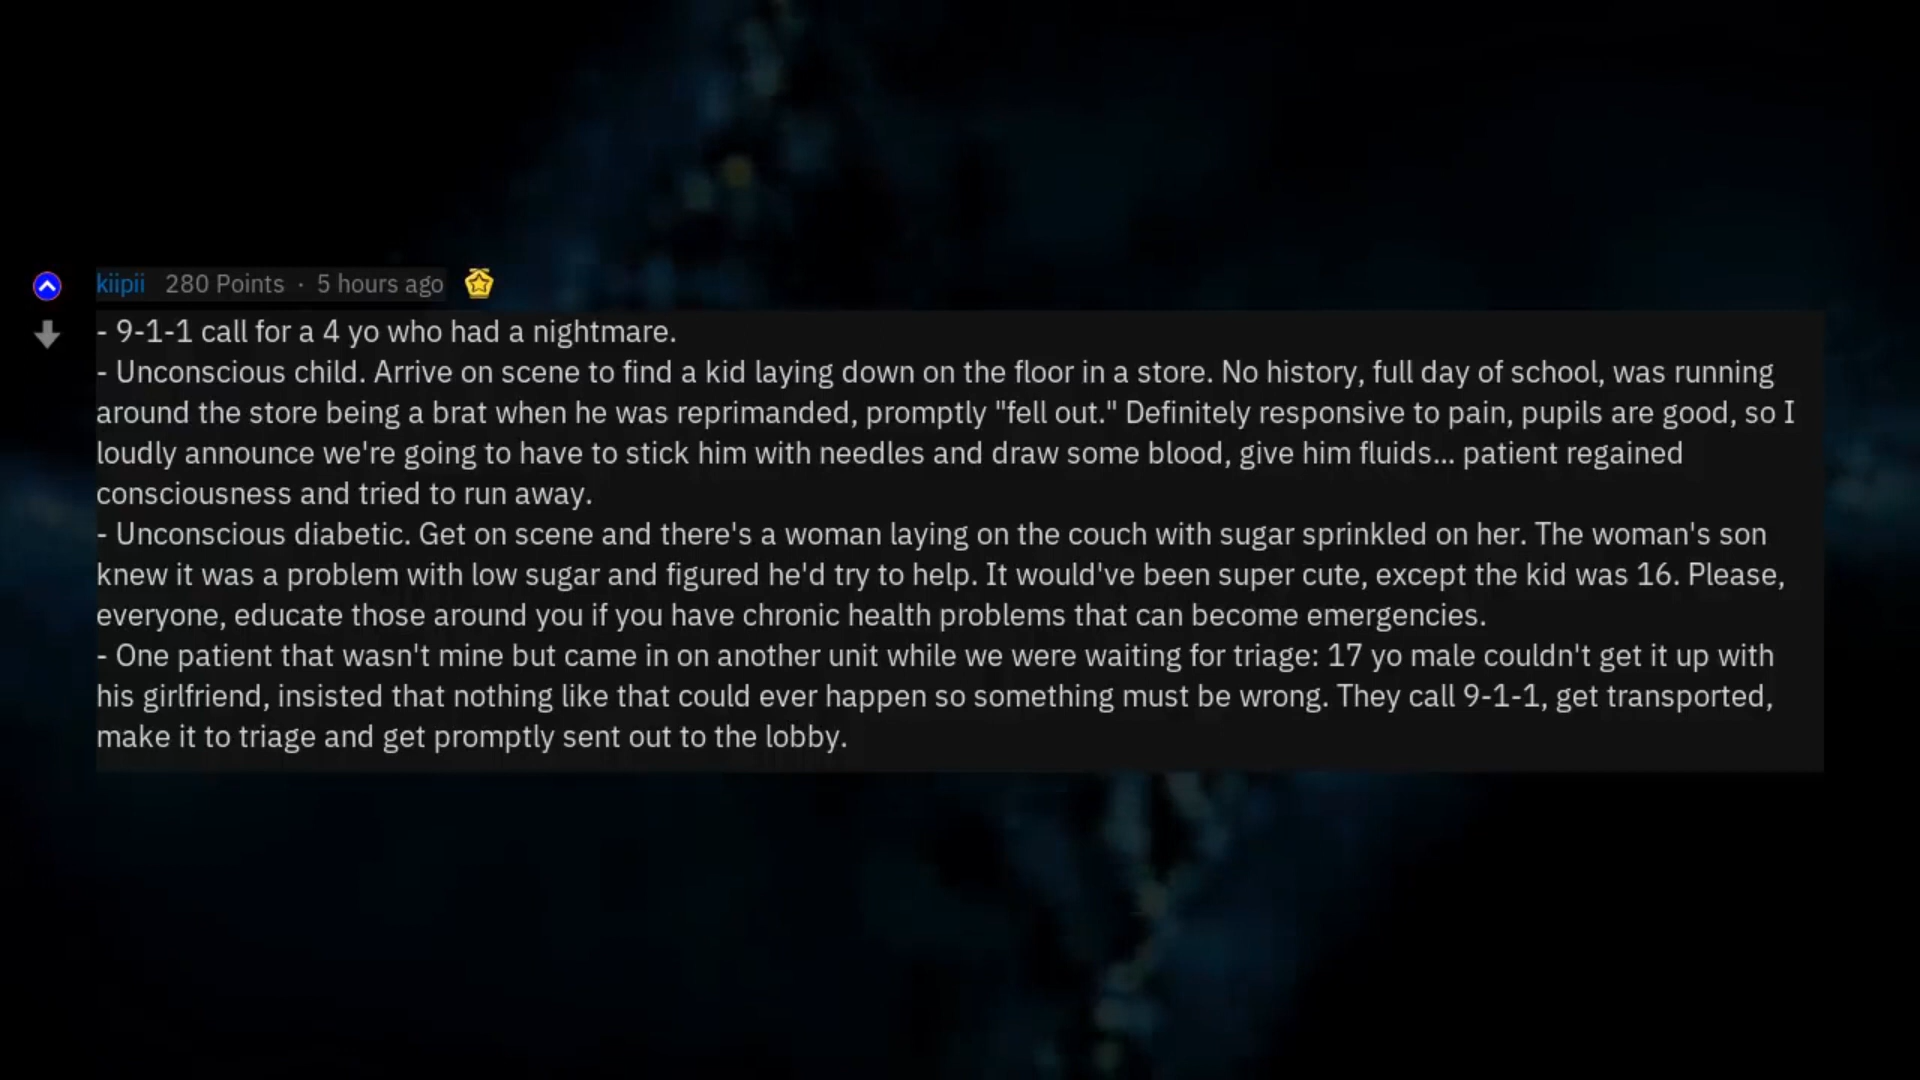 kiipii 280 Points · 5 hours ago
- 9-1-1 call for a 4 yo who had a nightmare.
- Unconscious child. Arrive on scene to find a kid laying down on the floor in a store. No history, full day of school, was running
around the store being a brat when he was reprimanded, promptly "fell out." Definitely responsive to pain, pupils are good, so I
loudly announce we're going to have to stick him with needles and draw some blood, give him fluids... patient regained
consciousness and tried to run away.
- Unconscious diabetic. Get on scene and there's a woman laying on the couch with sugar sprinkled on her. The woman's son
knew it was a problem with low sugar and figured he'd try to help. It would've been super cute, except the kid was 16. Please,
everyone, educate those around you if you have chronic health problems that can become emergencies.
- One patient that wasn't mine but came in on another unit while we were waiting for triage: 17 yo male couldn't get it up with
his girlfriend, insisted that nothing like that could ever happen so something must be wrong. They call 9-1-1, get transported,
make it to triage and get promptly sent out to the lobby.